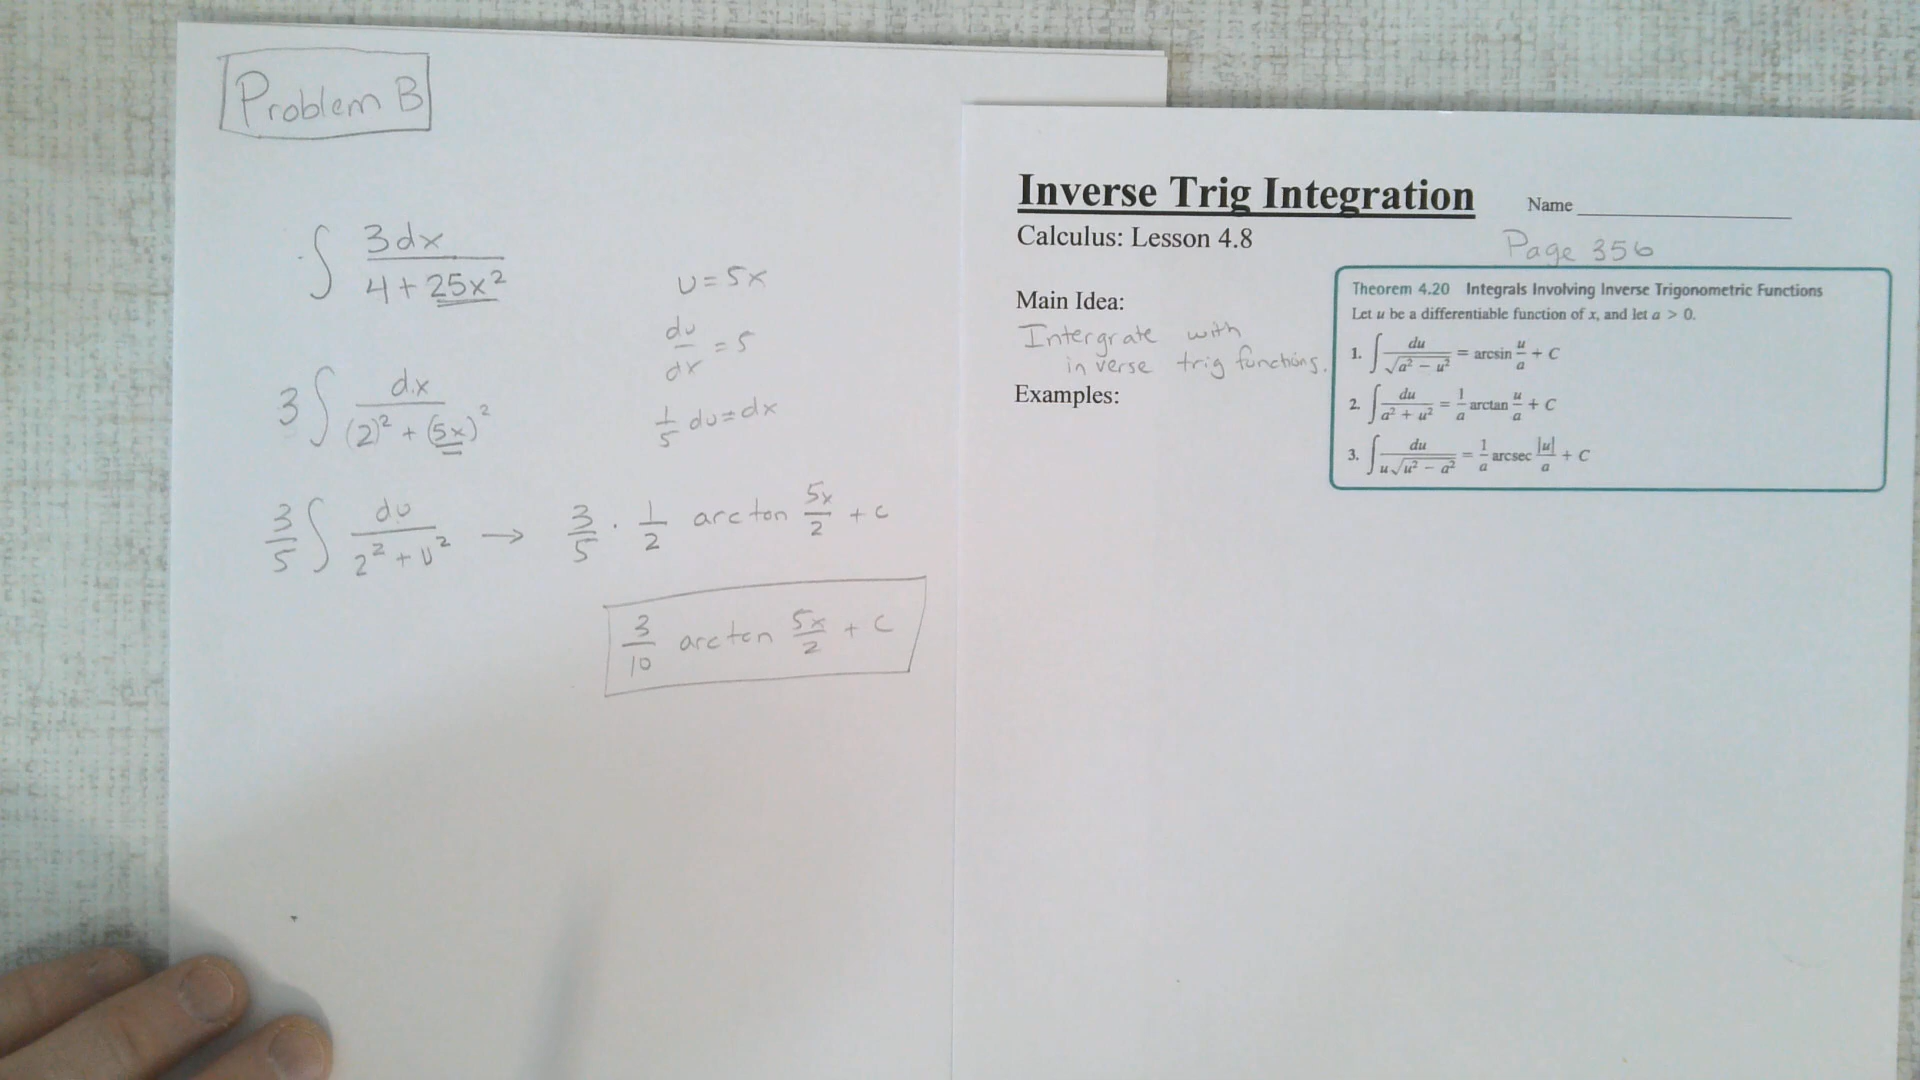 Problem B
∫ 3dx / (4 + 25x²)
u = 5x
du/dx = 5
3 ∫ dx / ((2)² + (5x)²)
1/5 du = dx
3/5 ∫ du / (2² + u²) → 3/5 · 1/2 arctan 5x/2 + C
3/10 arctan 5x/2 + C
Inverse Trig Integration
Name
Calculus: Lesson 4.8
Page 356
Main Idea:
Intergrate with
inverse trig functions.
Examples:
Theorem 4.20 Integrals Involving Inverse Trigonometric Functions
Let u be a differentiable function of x, and let a > 0.
1. ∫ du / √(a² − u²) = arcsin u/a + C
2. ∫ du / (a² + u²) = 1/a arctan u/a + C
3. ∫ du / (u√(u² − a²)) = 1/a arcsec |u|/a + C